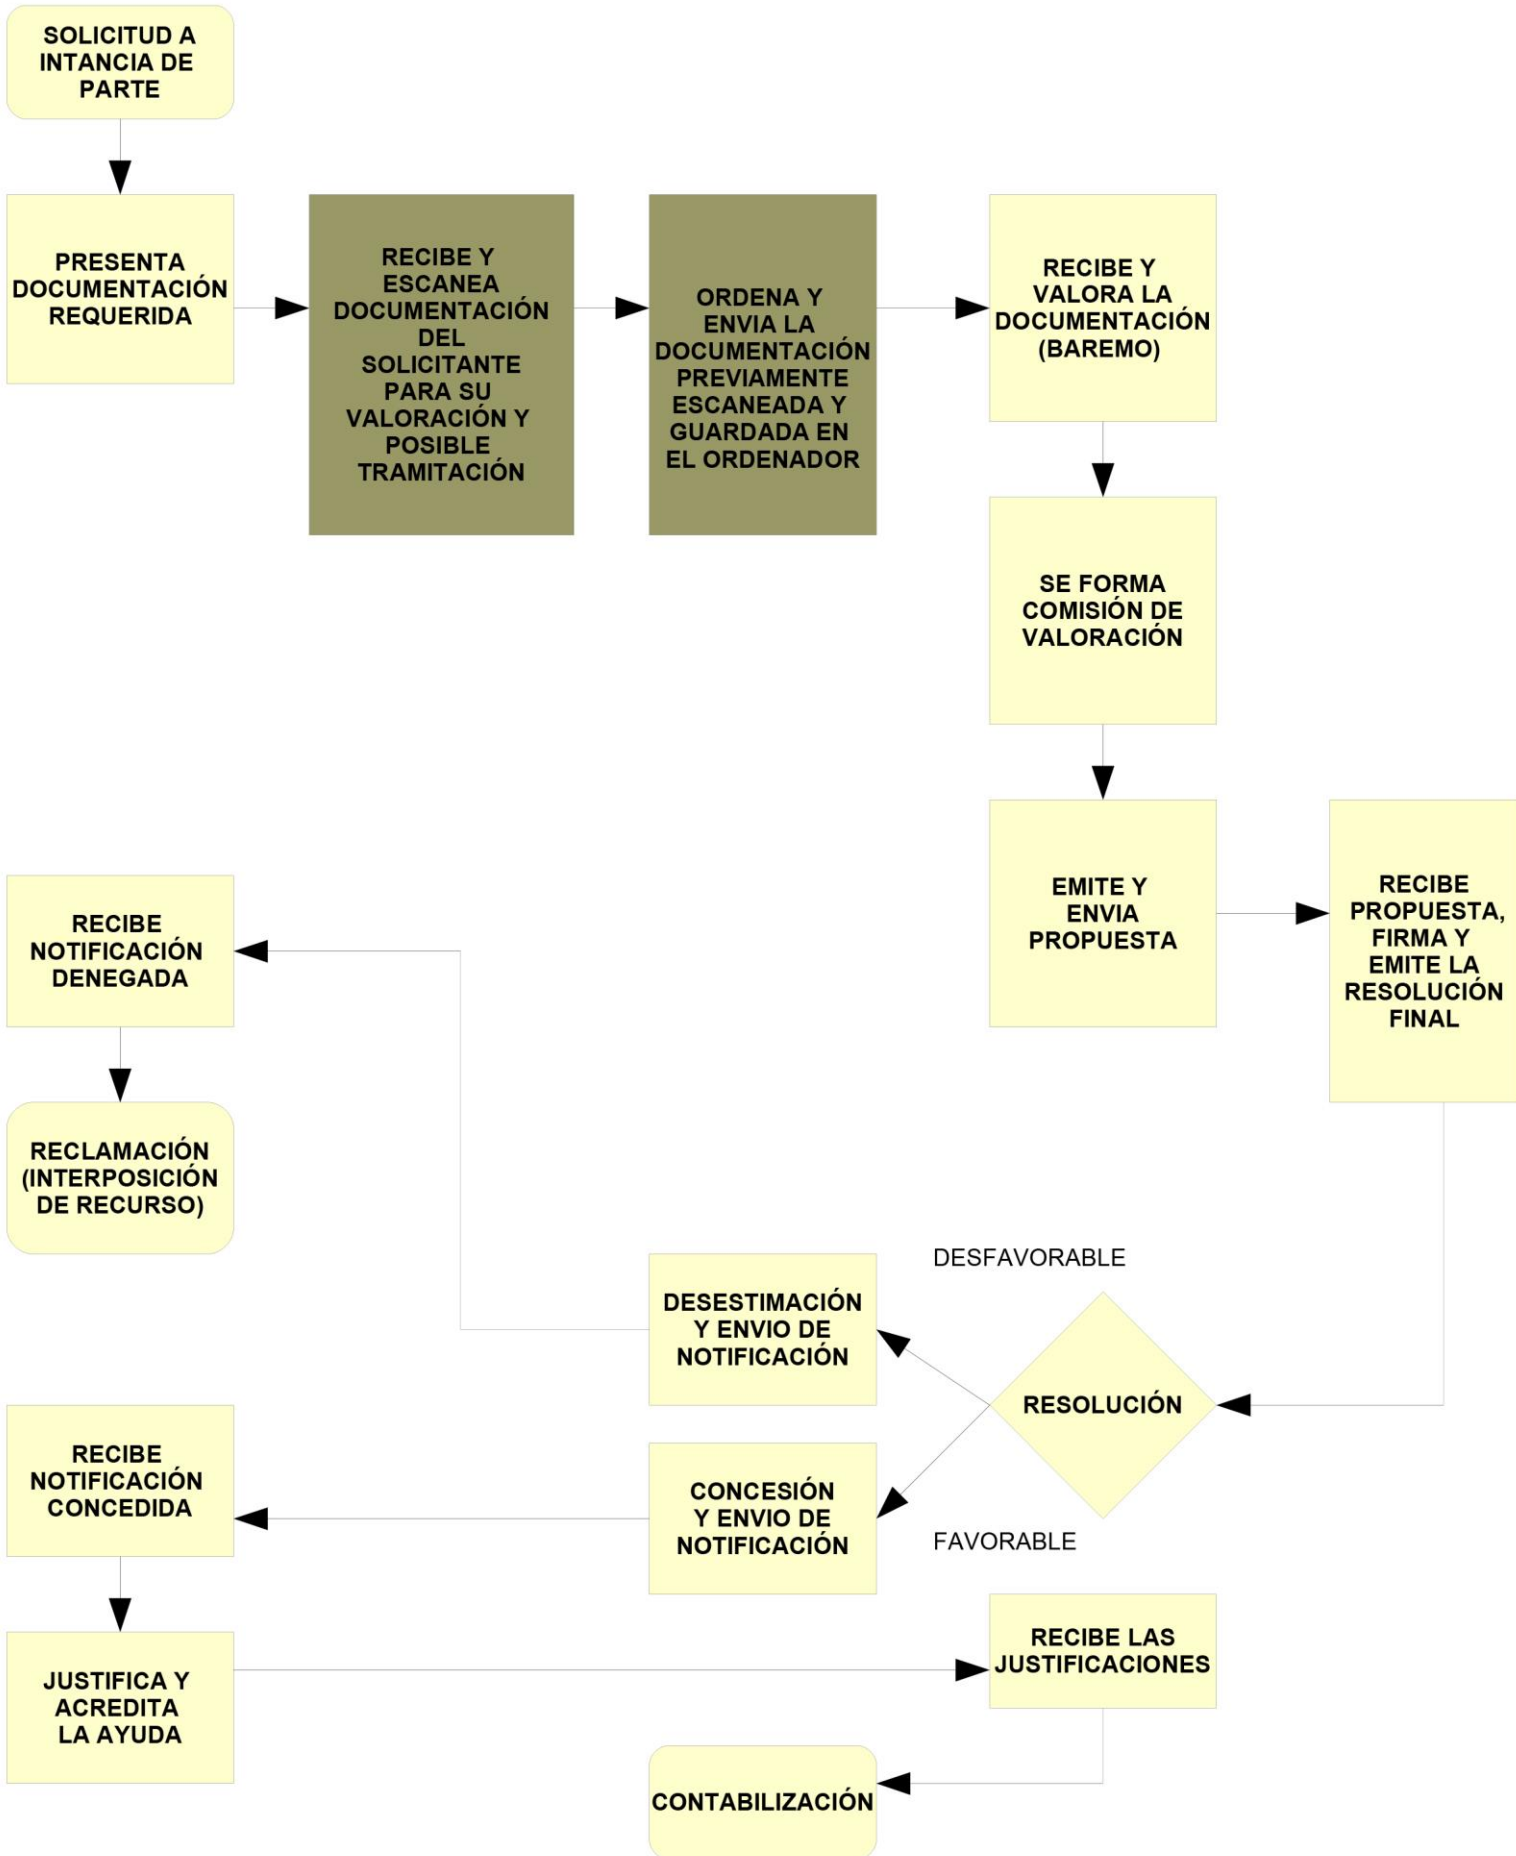 SOLICITUD A
INTANCIA DE
PARTE
PRESENTA
DOCUMENTACIÓN
REQUERIDA
RECIBE Y
ESCANEA
DOCUMENTACIÓN
DEL
SOLICITANTE
PARA SU
VALORACIÓN Y
POSIBLE
TRAMITACIÓN
ORDENA Y
ENVIA LA
DOCUMENTACIÓN
PREVIAMENTE
ESCANEADA Y
GUARDADA EN
EL ORDENADOR
RECIBE Y
VALORA LA
DOCUMENTACIÓN
(BAREMO)
SE FORMA
COMISIÓN DE
VALORACIÓN
EMITE Y
ENVIA
PROPUESTA
RECIBE
PROPUESTA,
FIRMA Y
EMITE LA
RESOLUCIÓN
FINAL
RECIBE
NOTIFICACIÓN
DENEGADA
RECLAMACIÓN
(INTERPOSICIÓN
DE RECURSO)
DESFAVORABLE
DESESTIMACIÓN
Y ENVIO DE
NOTIFICACIÓN
RESOLUCIÓN
RECIBE
NOTIFICACIÓN
CONCEDIDA
CONCESIÓN
Y ENVIO DE
NOTIFICACIÓN
FAVORABLE
JUSTIFICA Y
ACREDITA
LA AYUDA
RECIBE LAS
JUSTIFICACIONES
CONTABILIZACIÓN